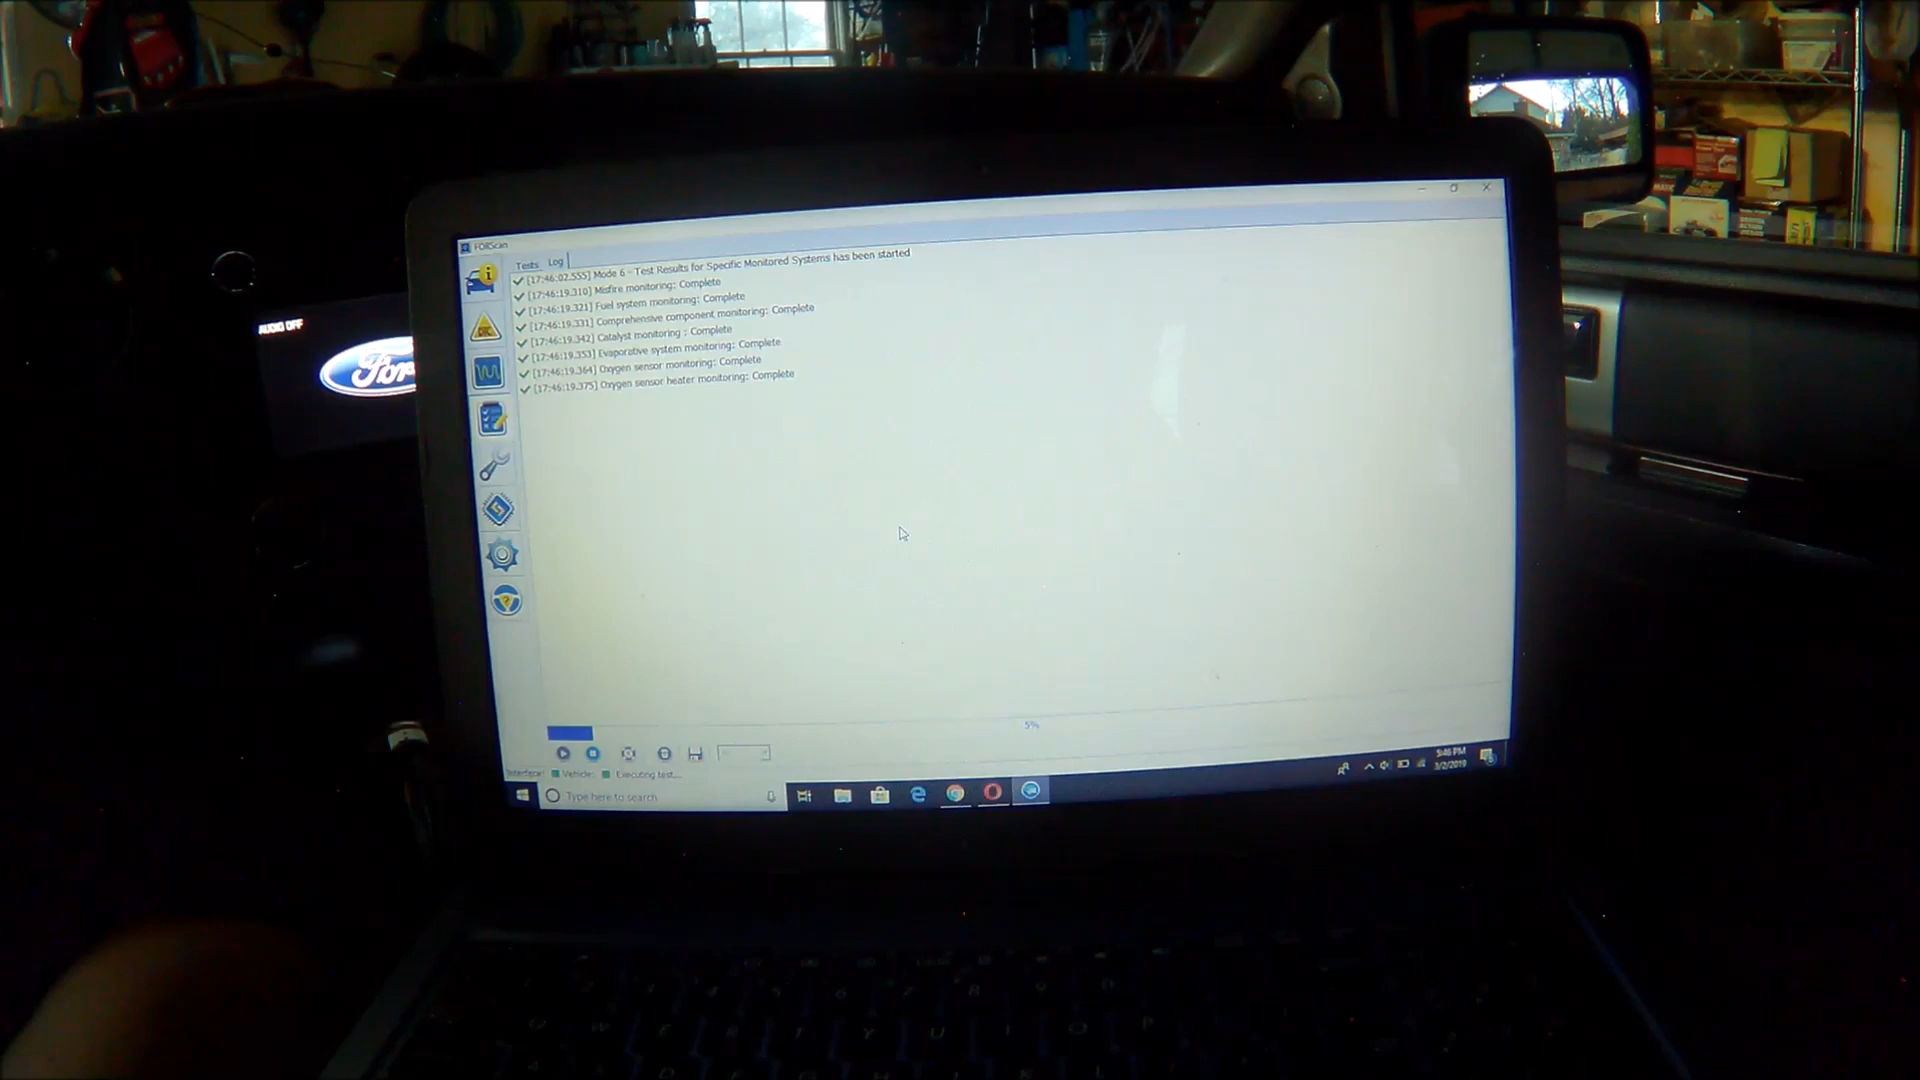 FORScan
Tests Log
[17:46:02.555] Mode 6 - Test Results for Specific Monitored Systems has been started
[17:46:19.310] Misfire monitoring: Complete
[17:46:19.321] Fuel system monitoring: Complete
[17:46:19.331] Comprehensive component monitoring: Complete
[17:46:19.342] Catalyst monitoring : Complete
[17:46:19.353] Evaporative system monitoring: Complete
[17:46:19.364] Oxygen sensor monitoring: Complete
[17:46:19.375] Oxygen sensor heater monitoring: Complete
AUDIO OFF
5%
Interface: Vehicle: Executing test...
Type here to search
5:46 PM
3/2/2019